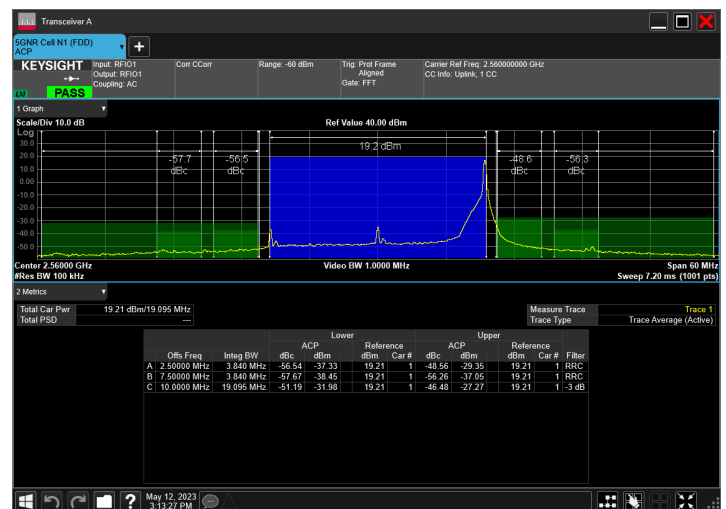 Transceiver A
5GNR Cell N1 (FDD)
ACP
KEYSIGHT
LXI
PASS
Input: RFIO1
Output: RFIO1
Coupling: AC
Corr CCorr
Range: -60 dBm
Trig: Prot Frame
Aligned
Gate: FFT
Carrier Ref Freq: 2.560000000 GHz
CC Info: Uplink, 1 CC
1 Graph
Scale/Div 10.0 dB
Ref Value 40.00 dBm
Log
30.0
20.0
10.0
0.00
-10.0
-20.0
-30.0
-40.0
-50.0
-57.7
dBc
-56.5
dBc
19.2 dBm
-48.6
dBc
-56.3
dBc
Center 2.56000 GHz
#Res BW 100 kHz
Video BW 1.0000 MHz
Span 60 MHz
Sweep 7.20 ms (1001 pts)
2 Metrics
Total Car Pwr 19.21 dBm/19.095 MHz
Total PSD ---
Measure Trace Trace 1
Trace Type Trace Average (Active)
Lower Upper
ACP Reference ACP Reference
Offs Freq Integ BW dBc dBm dBm Car # dBc dBm dBm Car # Filter
A 2.50000 MHz 3.840 MHz -56.54 -37.33 19.21 1 -48.56 -29.35 19.21 1 RRC
B 7.50000 MHz 3.840 MHz -57.67 -38.45 19.21 1 -56.26 -37.05 19.21 1 RRC
C 10.0000 MHz 19.095 MHz -51.19 -31.98 19.21 1 -46.48 -27.27 19.21 1 -3 dB
May 12, 2023
3:13:27 PM